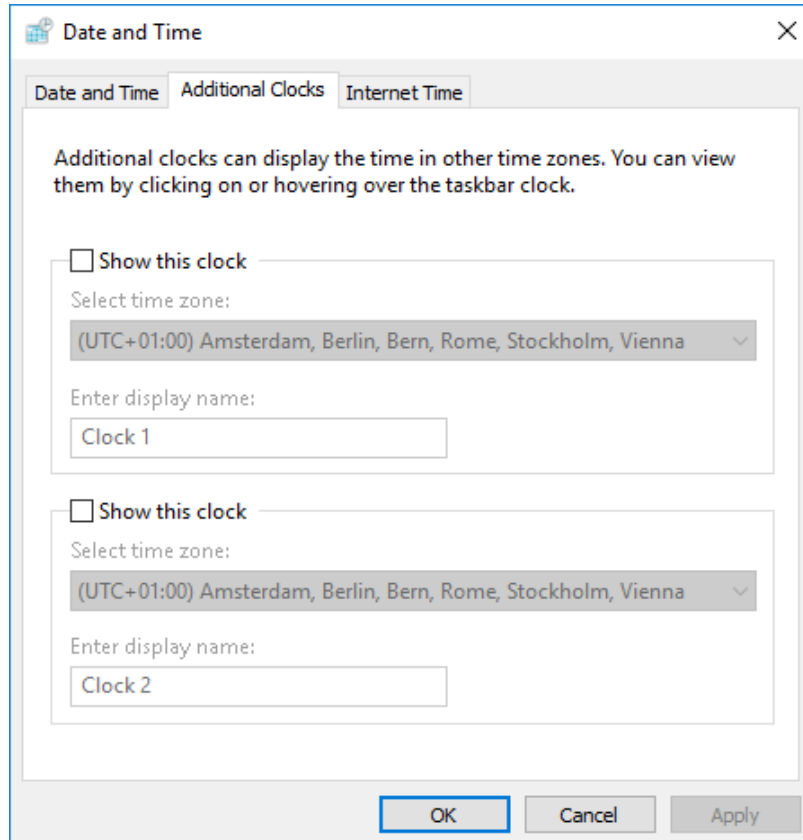 Date and Time
Date and Time Additional Clocks Internet Time
Additional clocks can display the time in other time zones. You can view
them by clicking on or hovering over the taskbar clock.
Show this clock
Select time zone:
(UTC+01:00) Amsterdam, Berlin, Bern, Rome, Stockholm, Vienna
Enter display name:
Clock 1
Show this clock
Select time zone:
(UTC+01:00) Amsterdam, Berlin, Bern, Rome, Stockholm, Vienna
Enter display name:
Clock 2
OK Cancel Apply